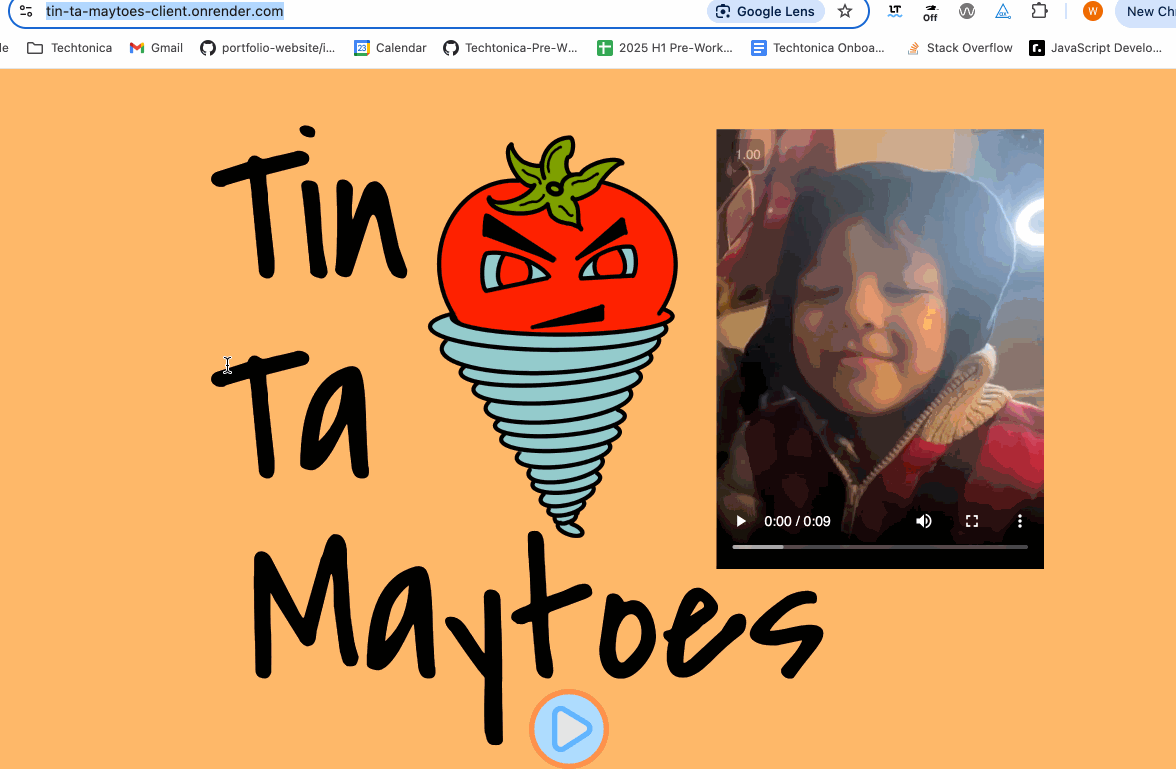 tin-ta-maytoes-client.onrender.com
Google Lens
LT
Off
W
New Ch
le
Techtonica
Gmail
portfolio-website/i...
23
Calendar
Techtonica-Pre-W...
2025 H1 Pre-Work...
Techtonica Onboa...
Stack Overflow
r.
JavaScript Develo...
Tin
Ta
Maytoes
1.00
0:00 / 0:09